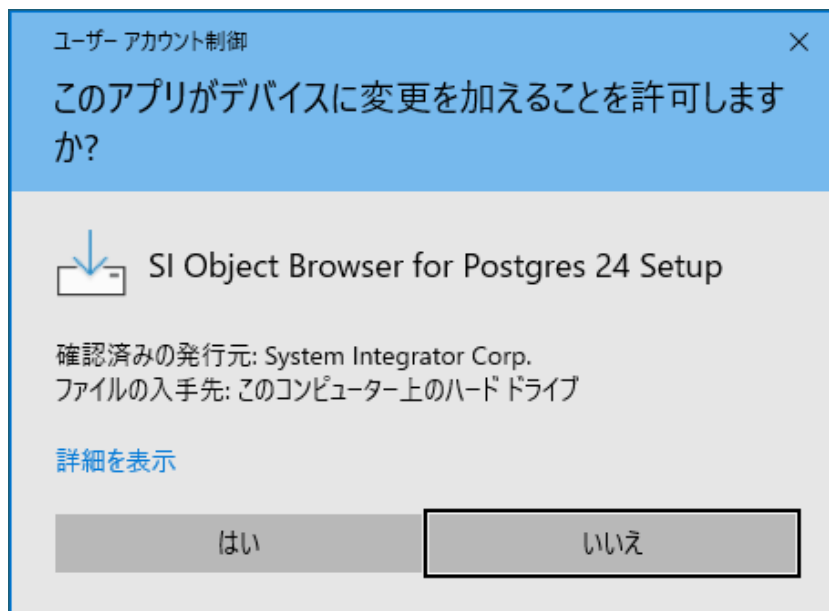 ユーザー アカウント制御
このアプリがデバイスに変更を加えることを許可します
か?
SI Object Browser for Postgres 24 Setup
確認済みの発行元: System Integrator Corp.
ファイルの入手先: このコンピューター上のハード ドライブ
詳細を表示
はい
いいえ